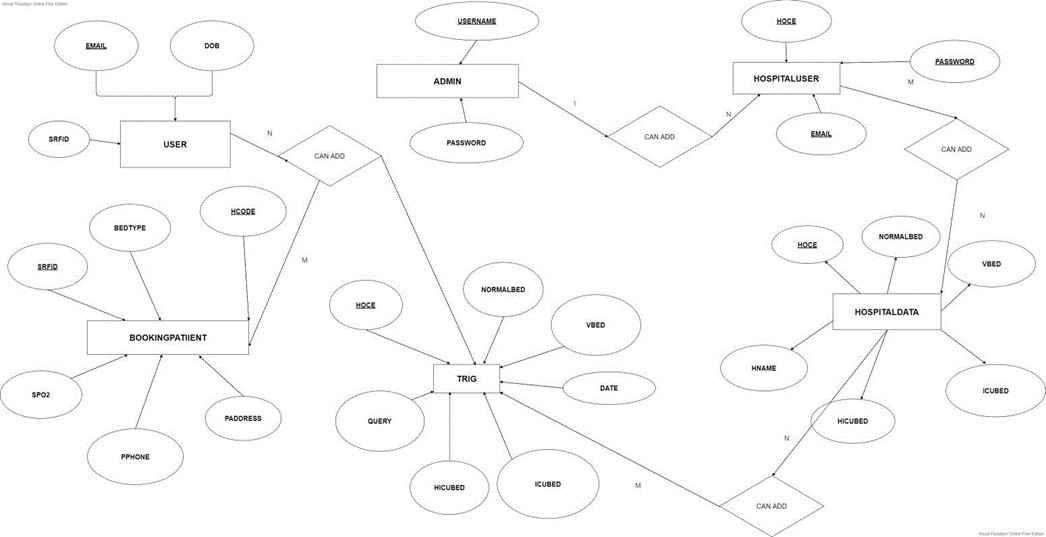 Visual Paradigm Online Free Edition
USERNAME
HOCE
EMAIL
DOB
ADMIN
HOSPITALUSER
PASSWORD
M
1
N
SRFID
USER
N
CAN ADD
PASSWORD
CAN ADD
EMAIL
CAN ADD
HCODE
BEDTYPE
M
N
SRFID
HOCE
NORMALBED
VBED
HOCE
NORMALBED
VBED
HOSPITALDATA
BOOKINGPATIIENT
TRIG
DATE
HNAME
ICUBED
SPO2
PADDRESS
QUERY
HICUBED
PPHONE
HICUBED
ICUBED
M
N
CAN ADD
Visual Paradigm Online Free Edition